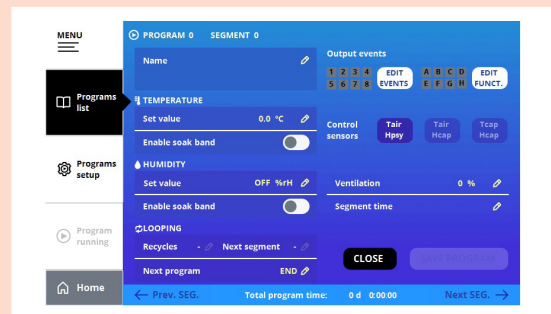 MENU
PROGRAM 0 SEGMENT 0
Name
Output events
1 2 3 4 EDIT A B C D EDIT
5 6 7 8 EVENTS E F G H FUNCT.
Programs
list
TEMPERATURE
Set value 0.0 °C
Enable soak band
Control
sensors
Tair Tair Tcap
Hpsy Hcap Hcap
HUMIDITY
Programs
setup
Set value OFF %rH
Ventilation 0 %
Enable soak band
Segment time
LOOPING
Program
running
Recycles - Next segment -
Next program END
CLOSE SAVE PROGRAM
Home
← Prev. SEG. Total program time: 0 d 0:00:00 Next SEG. →